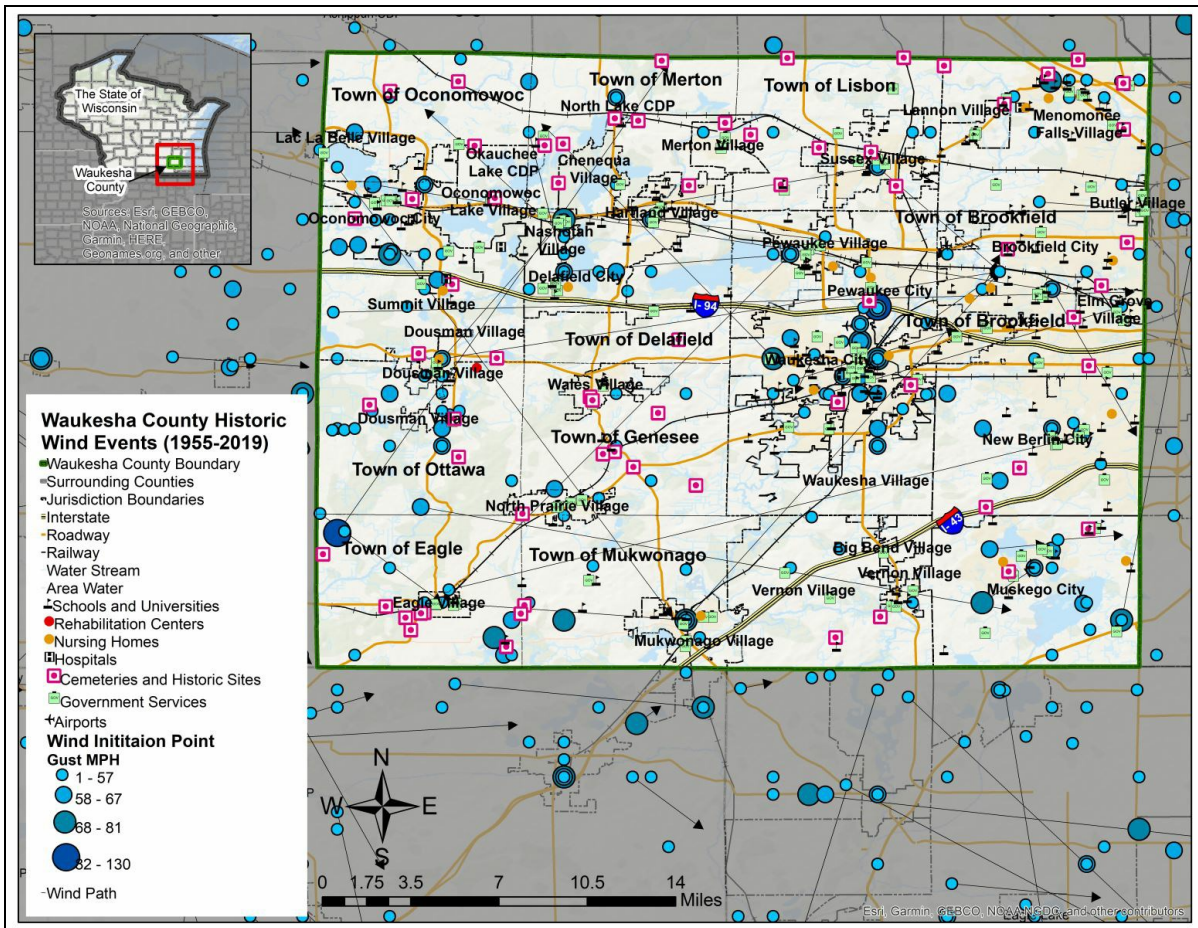 Ashippun CDP
The State of
Wisconsin
Waukesha
County
Sources: Esri, GEBCO,
NOAA, National Geographic,
Garmin, HERE,
Geonames.org, and other
Town of Merton
Town of Lisbon
Town of Oconomowoc
North Lake CDP
Lannon Village
Menomonee
Falls Village
Lac La Belle Village
Okauchee
Lake CDP
Chenequa
Village
Merton Village
Sussex Village
Oconomowoc
Lake Village
Butler Village
Oconomowoc City
Hartland Village
Town of Brookfield
Nashotah
Village
Pewaukee Village
Brookfield City
Delafield City
Pewaukee City
Summit Village
I-94
Elm Grove
Village
Dousman Village
Town of Delafield
Town of Brookfield
Dousman Village
Waukesha City
Wales Village
Dousman Village
Town of Genesee
New Berlin City
Town of Ottawa
Waukesha Village
North Prairie Village
I-43
Town of Eagle
Town of Mukwonago
Big Bend Village
Vernon Village
Vernon Village
Muskego City
Eagle Village
Mukwonago Village
Waukesha County Historic
Wind Events (1955-2019)
Waukesha County Boundary
Surrounding Counties
Jurisdiction Boundaries
Interstate
Roadway
Railway
Water Stream
Area Water
Schools and Universities
Rehabilitation Centers
Nursing Homes
Hospitals
Cemeteries and Historic Sites
Government Services
Airports
Wind Inititaion Point
Gust MPH
1 - 57
58 - 67
68 - 81
82 - 130
Wind Path
N
W E
S
0 1.75 3.5 7 10.5 14
Miles
Esri, Garmin, GEBCO, NOAA NGDC, and other contributors
Eagle Lake